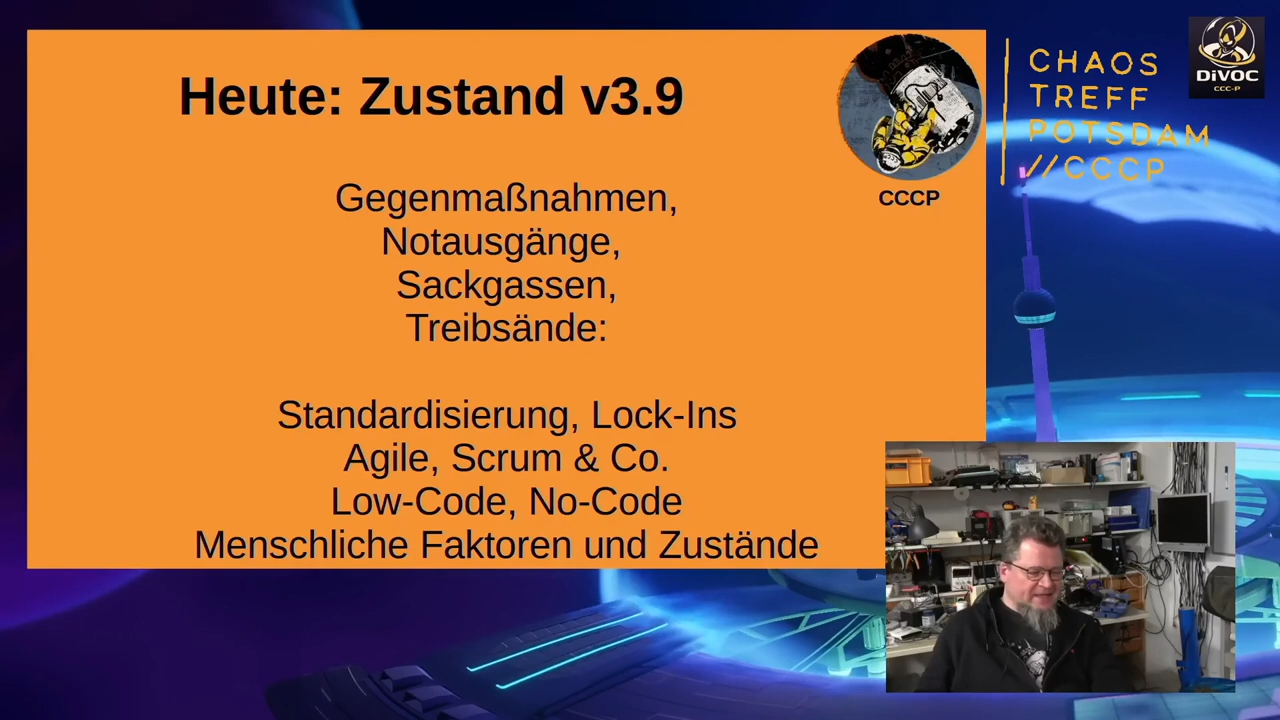 Heute: Zustand v3.9
Gegenmaßnahmen,
Notausgänge,
Sackgassen,
Treibsände:
Standardisierung, Lock-Ins
Agile, Scrum & Co.
Low-Code, No-Code
Menschliche Faktoren und Zustände
CCCP
CHAOS
TREFF
POTSDAM
//CCCP
DiVOC
CCC-P